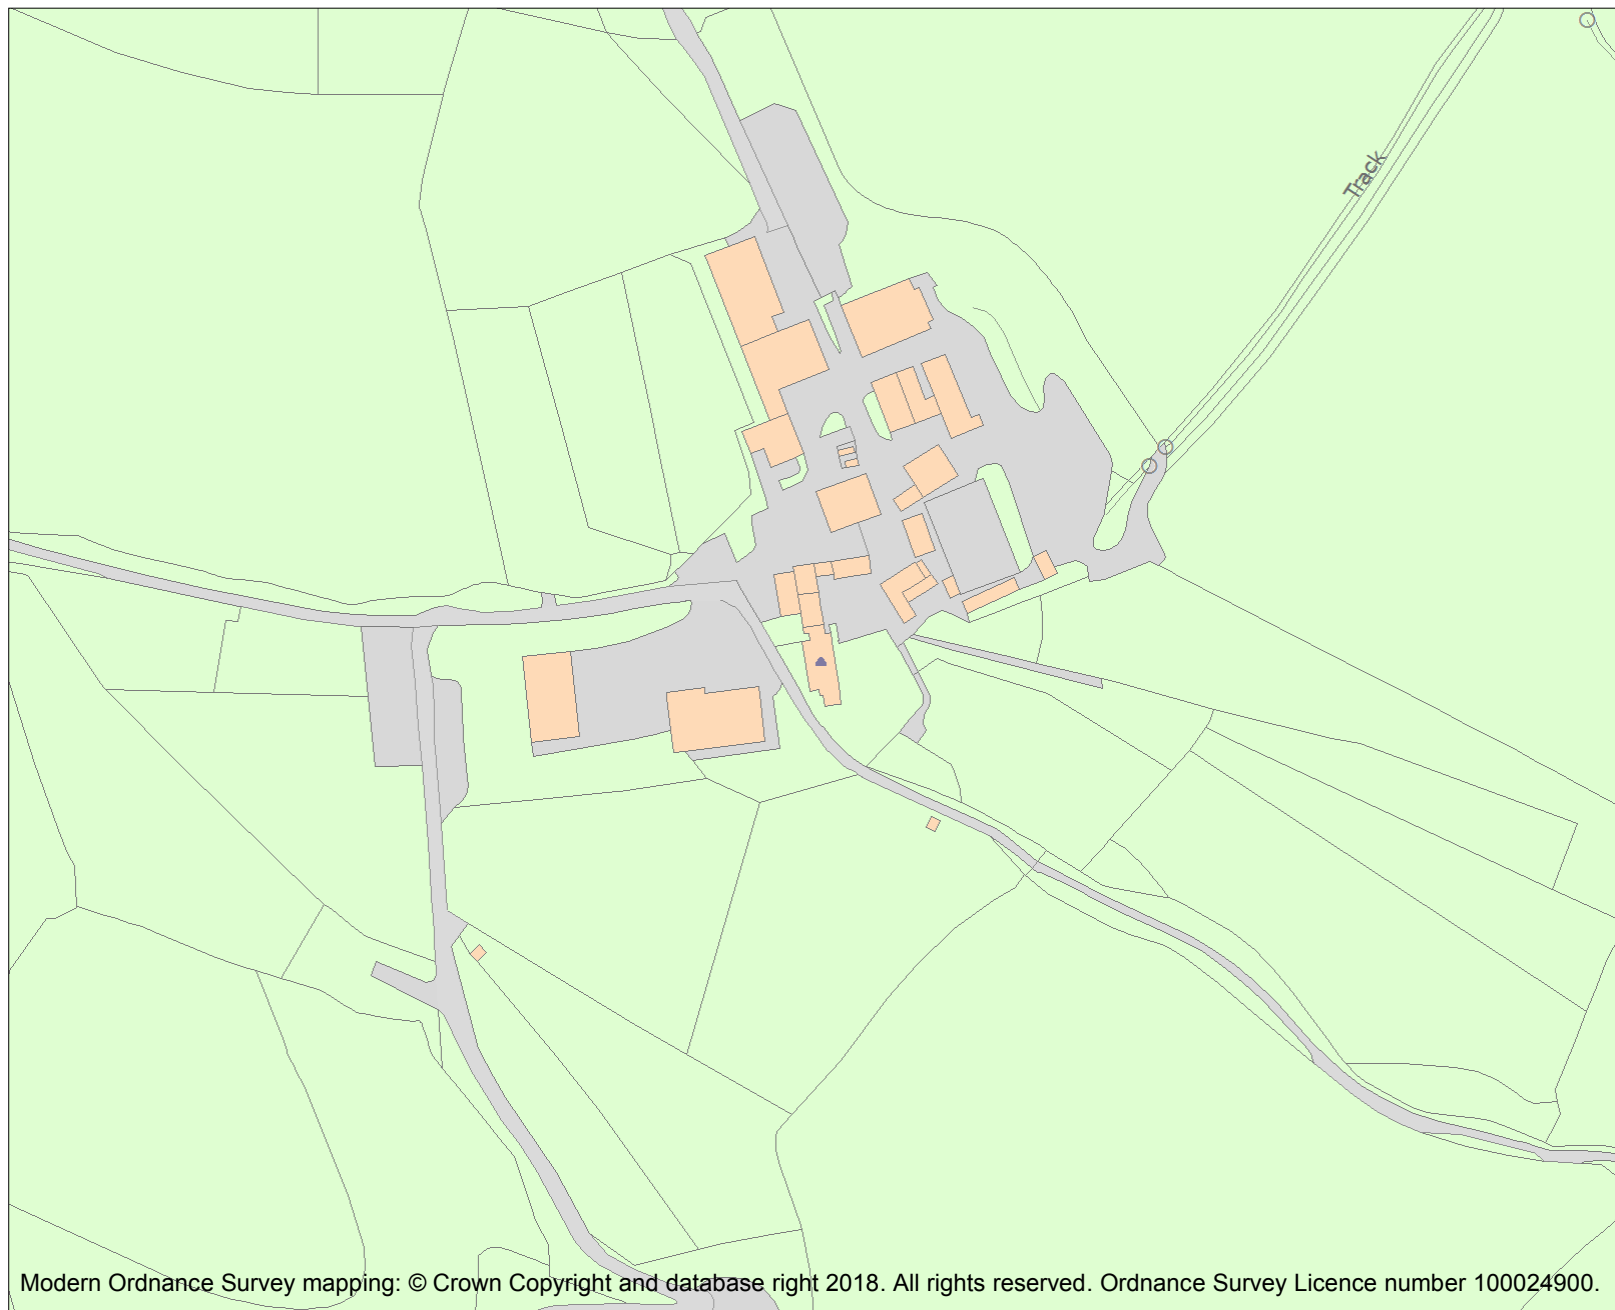 Track
Modern Ordnance Survey mapping: © Crown Copyright and database right 2018. All rights reserved. Ordnance Survey Licence number 100024900.